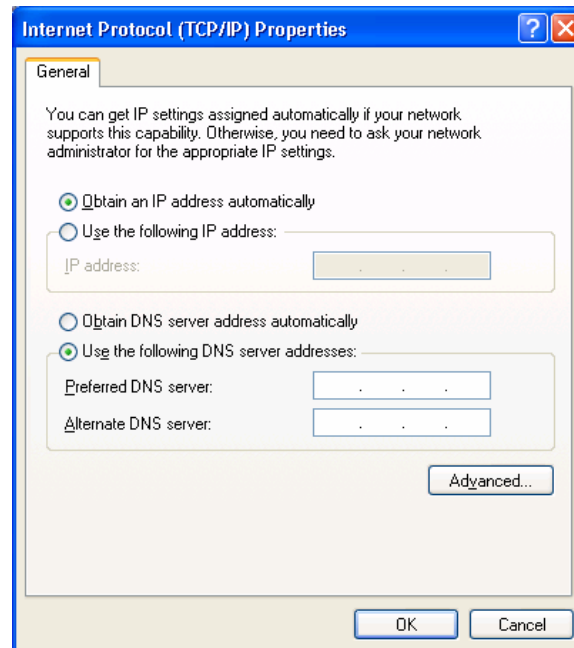 Internet Protocol (TCP/IP) Properties
General
You can get IP settings assigned automatically if your network
supports this capability. Otherwise, you need to ask your network
administrator for the appropriate IP settings.
Obtain an IP address automatically
Use the following IP address:
IP address:
Obtain DNS server address automatically
Use the following DNS server addresses:
Preferred DNS server:
Alternate DNS server:
Advanced...
OK Cancel